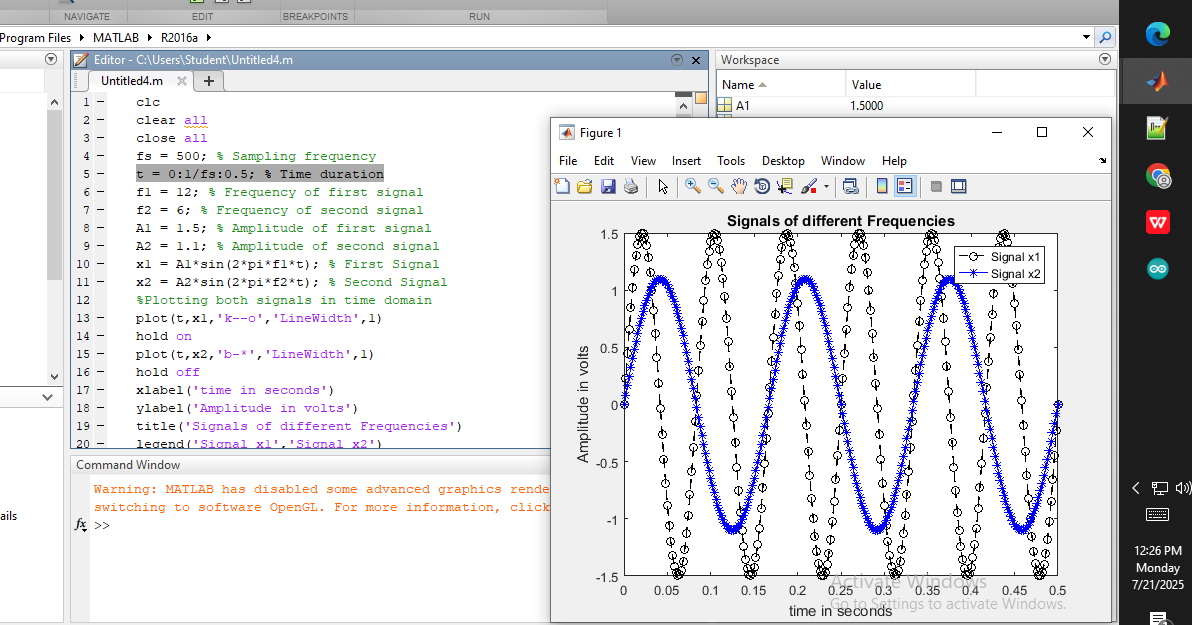 NAVIGATE EDIT BREAKPOINTS RUN
Program Files MATLAB R2016a
Editor - C:\Users\Student\Untitled4.m
Untitled4.m
1 clc
2 clear all
3 close all
4 fs = 500; % Sampling frequency
5 t = 0:1/fs:0.5; % Time duration
6 f1 = 12; % Frequency of first signal
7 f2 = 6; % Frequency of second signal
8 A1 = 1.5; % Amplitude of first signal
9 A2 = 1.1; % Amplitude of second signal
10 x1 = A1*sin(2*pi*f1*t); % First Signal
11 x2 = A2*sin(2*pi*f2*t); % Second Signal
12 %Plotting both signals in time domain
13 plot(t,x1,'k--o','LineWidth',1)
14 hold on
15 plot(t,x2,'b-*','LineWidth',1)
16 hold off
17 xlabel('time in seconds')
18 ylabel('Amplitude in volts')
19 title('Signals of different Frequencies')
20 legend('Signal x1','Signal x2')
Command Window
Warning: MATLAB has disabled some advanced graphics rende
switching to software OpenGL. For more information, click
fx >>
ails
Workspace
Name Value
A1 1.5000
Figure 1
File Edit View Insert Tools Desktop Window Help
Signals of different Frequencies
Signal x1
Signal x2
1.5
1
0.5
0
-0.5
-1
-1.5
Amplitude in volts
0 0.05 0.1 0.15 0.2 0.25 0.3 0.35 0.4 0.45 0.5
time in seconds
Activate Windows
Go to Settings to activate Windows.
12:26 PM
Monday
7/21/2025